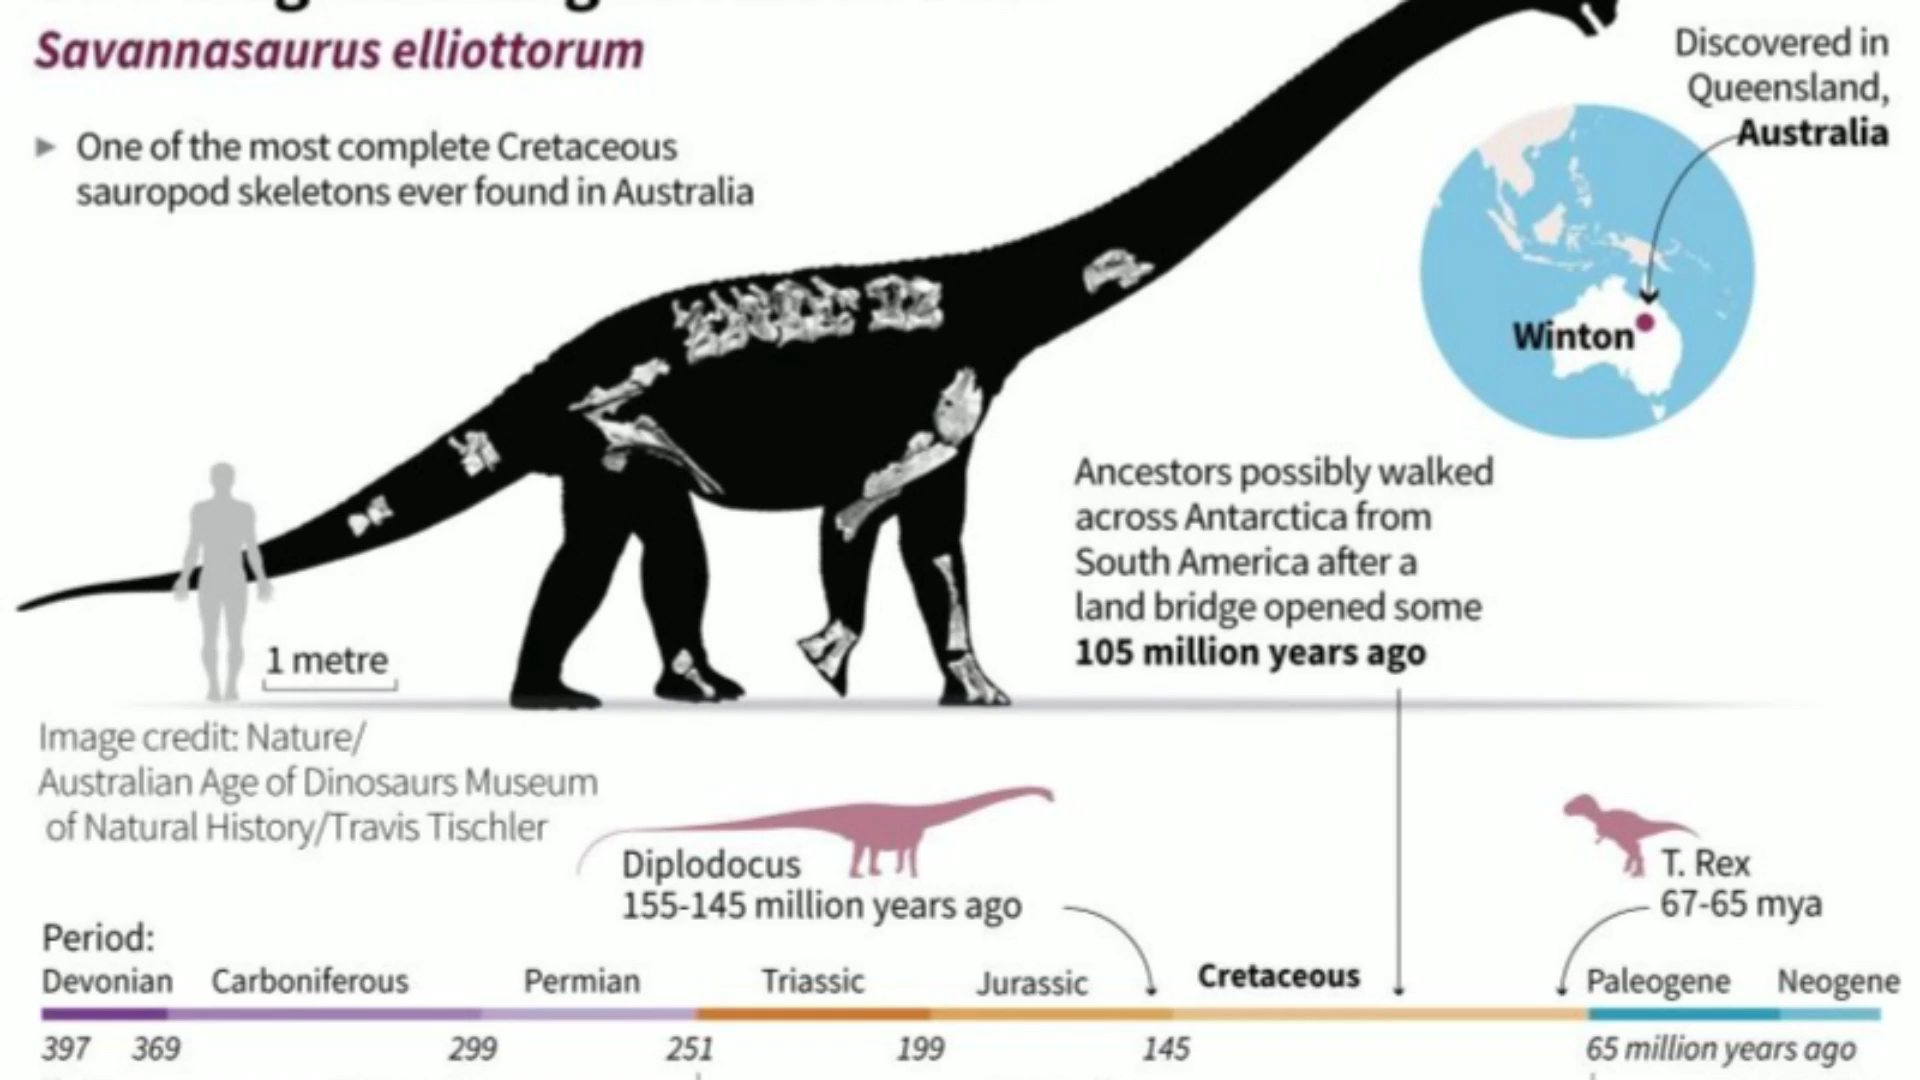 Savannasaurus elliottorum
▶ One of the most complete Cretaceous
sauropod skeletons ever found in Australia
Discovered in
Queensland,
Australia
Winton
Ancestors possibly walked
across Antarctica from
South America after a
land bridge opened some
105 million years ago
1 metre
Image credit: Nature/
Australian Age of Dinosaurs Museum
of Natural History/Travis Tischler
Diplodocus
155-145 million years ago
T. Rex
67-65 mya
Period:
Devonian Carboniferous Permian Triassic Jurassic Cretaceous Paleogene Neogene
397 369 299 251 199 145 65 million years ago